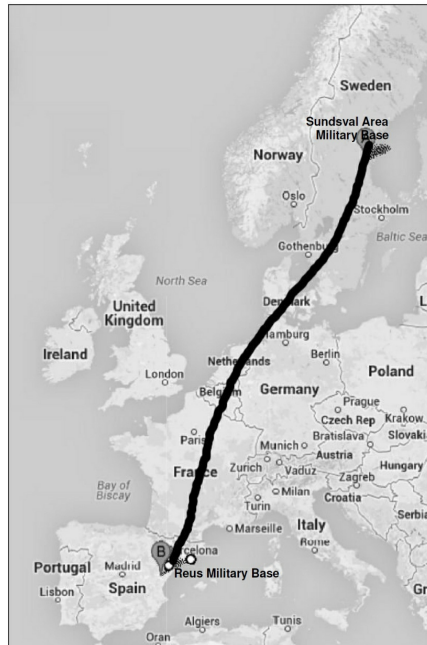 Sweden
Sundsval Area
Military Base
Norway
Oslo
Stockholm
Gothenburg
Baltic Sea
North Sea
Denmark
United
Kingdom
Ireland
Hamburg
Netherlands
Berlin
Poland
London
Belgium
Germany
Prague
Krakow
Czech Rep
Paris
Bratislava
Slovaki
Munich
Austria
France
Zurich
Vaduz
Hungary
Bay of
Biscay
Milan
Zagreb
Croatia
Turin
Serbia
Marseille
Italy
Rome
B
Barcelona
Portugal
Madrid
Reus Military Base
Lisbon
Spain
Gr
Algiers
Tunis
Oran